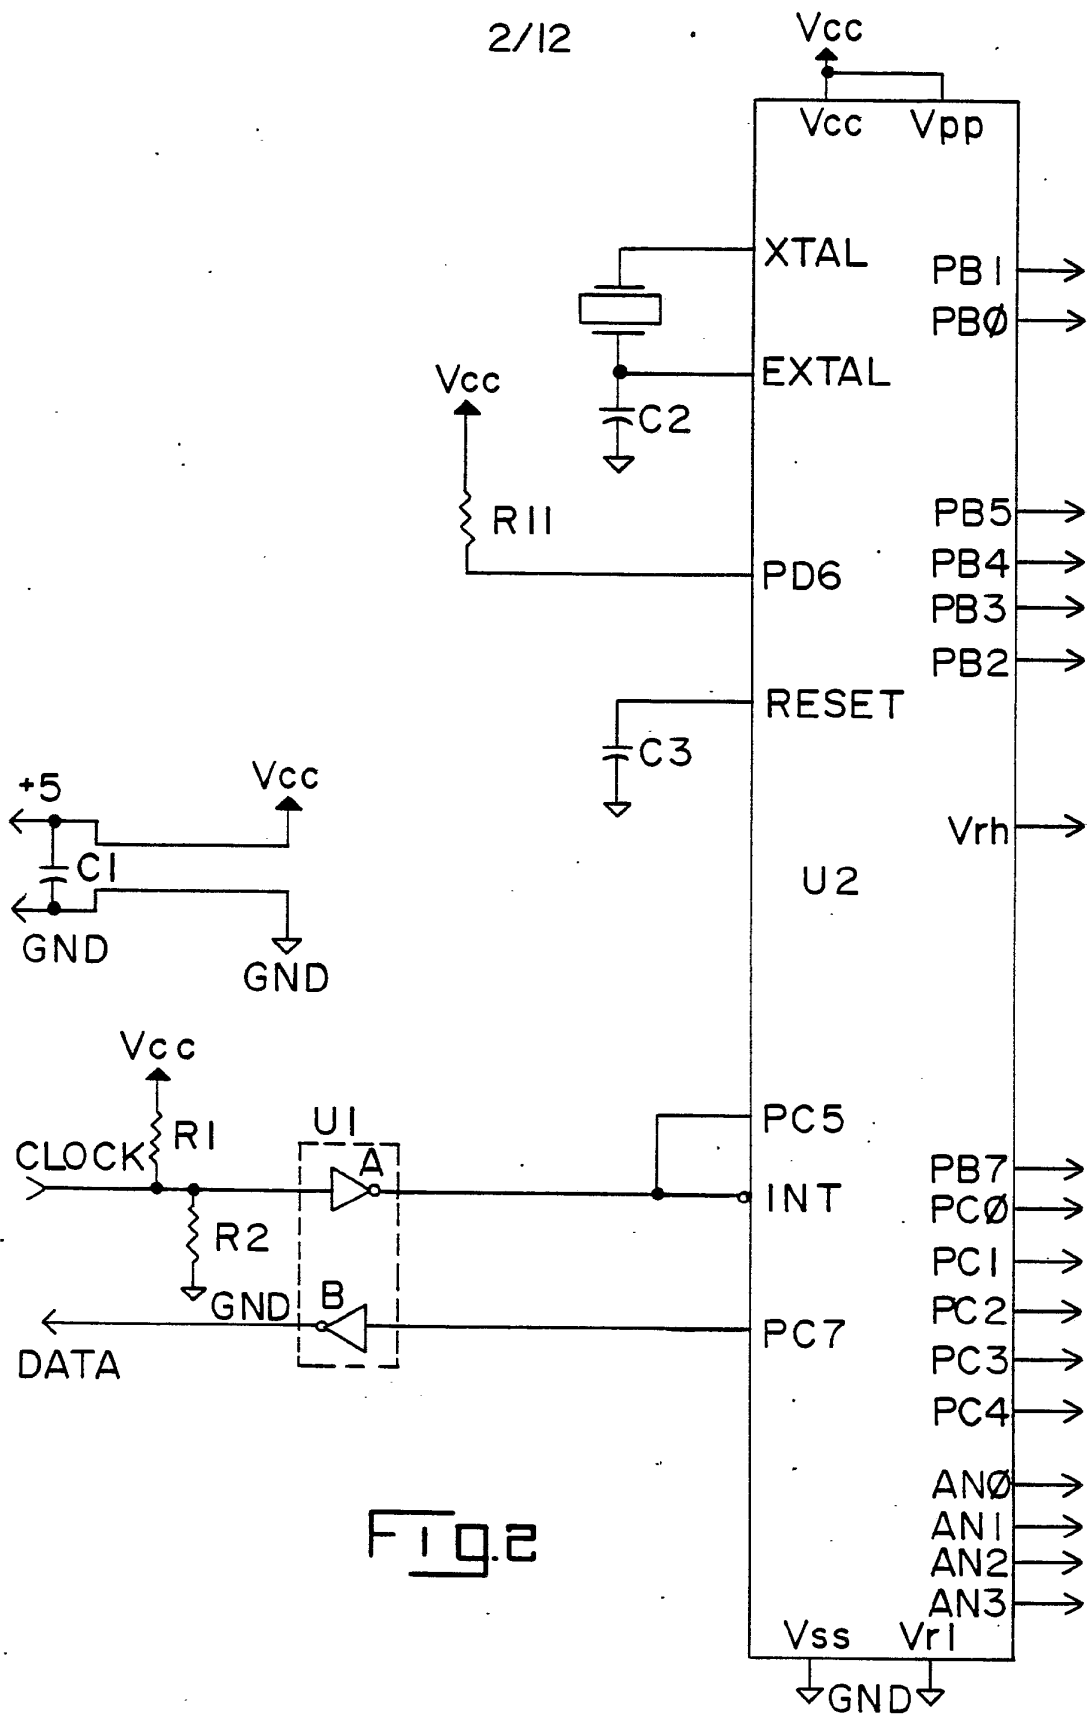 2/12
Vcc
Vcc Vpp
XTAL
PB1
PBØ
EXTAL
Vcc
C2
R11
PB5
PD6
PB4
PB3
PB2
RESET
C3
+5
Vcc
Vrh
C1
U2
GND
GND
Vcc
R1
U1
PC5
CLOCK
A
PB7
INT
PCØ
R2
PC1
B
GND
PC2
PC7
DATA
PC3
PC4
ANØ
AN1
Fig.2
AN2
AN3
Vss Vrl
GND